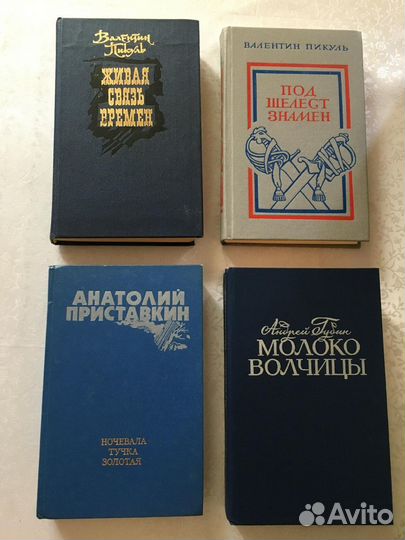 Валентин
Пикуль
ЖИВАЯ
СВЯЗЬ
ВРЕМЕН
ВАЛЕНТИН ПИКУЛЬ
ПОД
ШЕЛЕСТ
ЗНАМЕН
АНАТОЛИЙ
ПРИСТАВКИН
НОЧЕВАЛА
ТУЧКА
ЗОЛОТАЯ
Андрей Губин
МОЛОКО
ВОЛЧИЦЫ
Avito